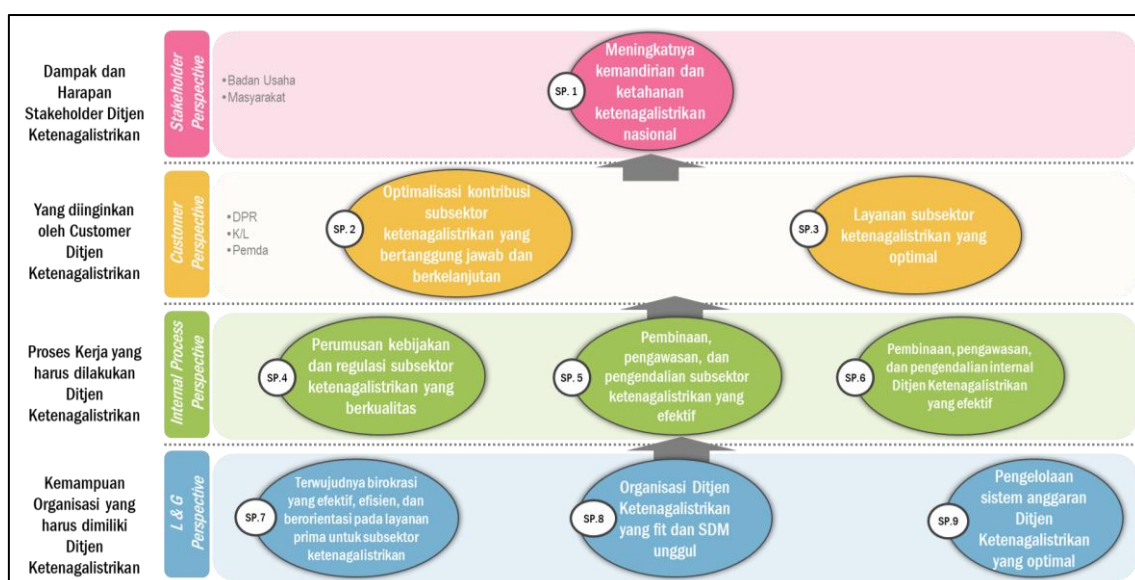 Dampak dan
Harapan
Stakeholder Ditjen
Ketenagalistrikan
Stakeholder
Perspective
•Badan Usaha
•Masyarakat
SP. 1
Meningkatnya
kemandirian dan
ketahanan
ketenagalistrikan
nasional
Yang diinginkan
oleh Customer
Ditjen
Ketenagalistrikan
Customer
Perspective
•DPR
•K/L
•Pemda
SP. 2
Optimalisasi kontribusi
subsektor
ketenagalistrikan yang
bertanggung jawab dan
berkelanjutan
SP.3
Layanan subsektor
ketenagalistrikan yang
optimal
Proses Kerja yang
harus dilakukan
Ditjen
Ketenagalistrikan
Internal Process
Perspective
SP.4
Perumusan kebijakan
dan regulasi subsektor
ketenagalistrikan yang
berkualitas
SP. 5
Pembinaan,
pengawasan, dan
pengendalian subsektor
ketenagalistrikan yang
efektif
SP.6
Pembinaan, pengawasan,
dan pengendalian internal
Ditjen Ketenagalistrikan
yang efektif
Kemampuan
Organisasi yang
harus dimiliki
Ditjen
Ketenagalistrikan
L & G
Perspective
SP.7
Terwujudnya birokrasi
yang efektif, efisien, dan
berorientasi pada layanan
prima untuk subsektor
ketenagalistrikan
SP.8
Organisasi Ditjen
Ketenagalistrikan
yang fit dan SDM
unggul
SP.9
Pengelolaan
sistem anggaran
Ditjen
Ketenagalistrikan
yang optimal